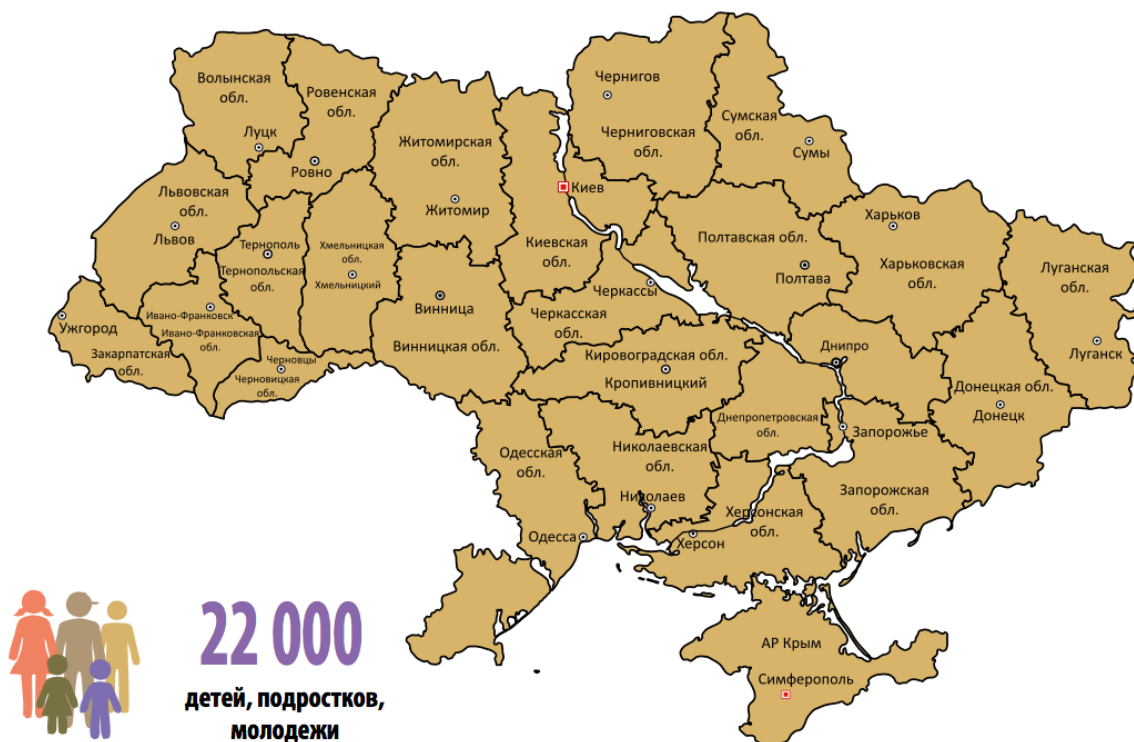 Волынская
обл.
Луцк
Ровенская
обл.
Ровно
Житомирская
обл.
Житомир
Чернигов
Черниговская
обл.
Сумская
обл.
Сумы
Киев
Киевская
обл.
Львовская
обл.
Львов
Тернополь
Тернопольская
обл.
Хмельницкая
обл.
Хмельницкий
Полтавская обл.
Полтава
Харьков
Харьковская
обл.
Луганская
обл.
Луганск
Ужгород
Закарпатская
обл.
Ивано-Франковск
Ивано-Франковская
обл.
Черновцы
Черновицкая
обл.
Винница
Винницкая обл.
Черкассы
Черкасская
обл.
Кировоградская обл.
Кропивницкий
Днипро
Днепропетровская
обл.
Донецкая обл.
Донецк
Запорожье
Запорожская
обл.
Одесская
обл.
Одесса
Николаевская
обл.
Николаев
Херсонская
обл.
Херсон
АР Крым
Симферополь
22 000
детей, подростков,
молодежи